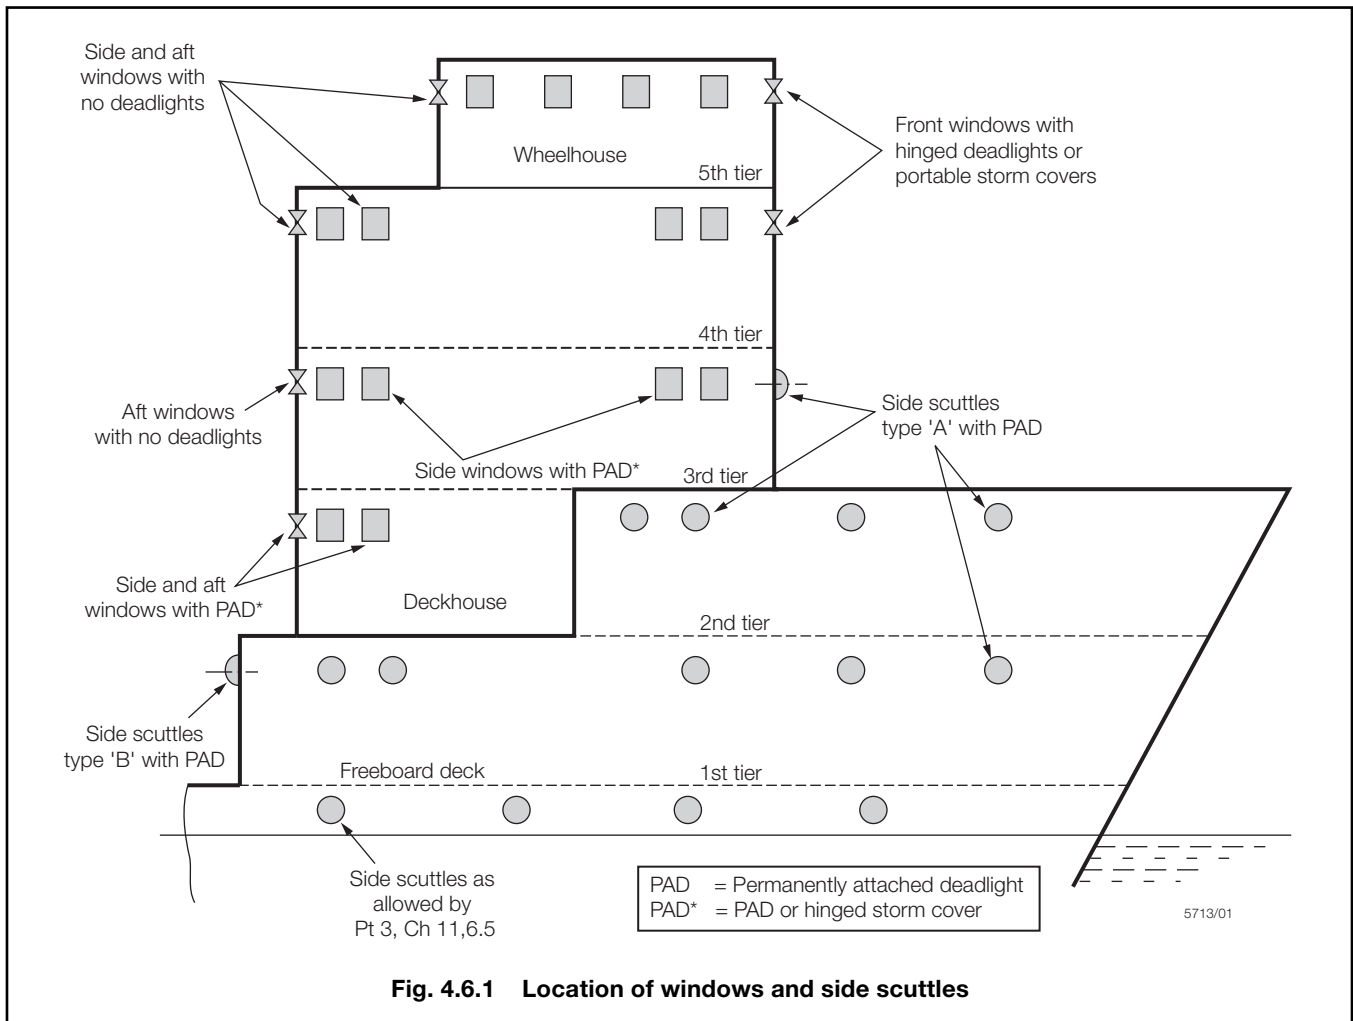 Side and aft
windows with
no deadlights
Front windows with
hinged deadlights or
portable storm covers
Wheelhouse
5th tier
4th tier
Aft windows
with no deadlights
Side windows with PAD*
Side scuttles
type 'A' with PAD
3rd tier
Side and aft
windows with PAD*
Deckhouse
2nd tier
Side scuttles
type 'B' with PAD
Freeboard deck
1st tier
Side scuttles as
allowed by
Pt 3, Ch 11,6.5
PAD = Permanently attached deadlight
PAD* = PAD or hinged storm cover
5713/01
Fig. 4.6.1 Location of windows and side scuttles